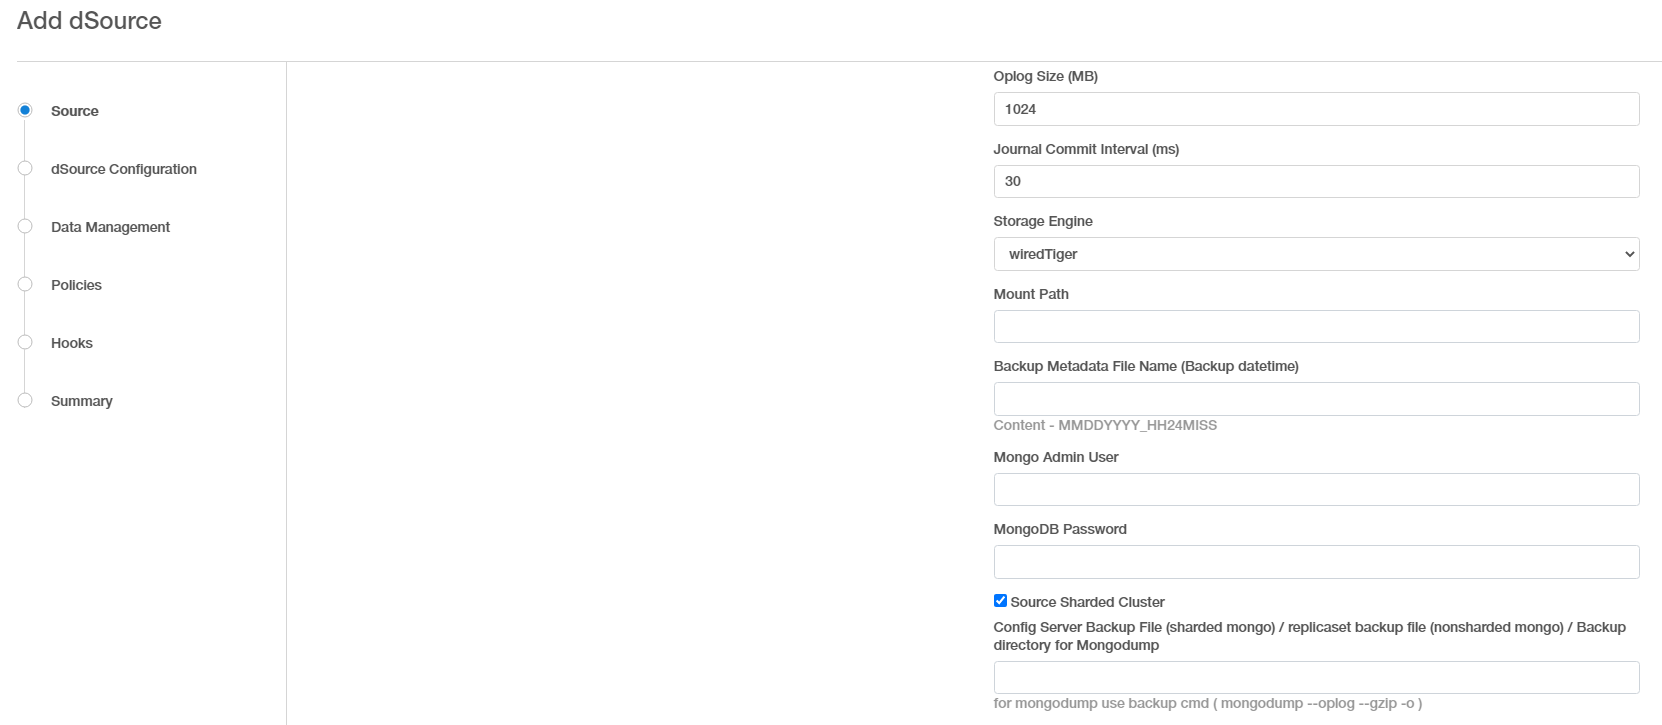 Add dSource
Source
dSource Configuration
Data Management
Policies
Hooks
Summary
Oplog Size (MB)
1024
Journal Commit Interval (ms)
30
Storage Engine
wiredTiger
Mount Path
Backup Metadata File Name (Backup datetime)
Content - MMDDYYYY_HH24MISS
Mongo Admin User
MongoDB Password
Source Sharded Cluster
Config Server Backup File (sharded mongo) / replicaset backup file (nonsharded mongo) / Backup
directory for Mongodump
for mongodump use backup cmd ( mongodump --oplog --gzip -o )